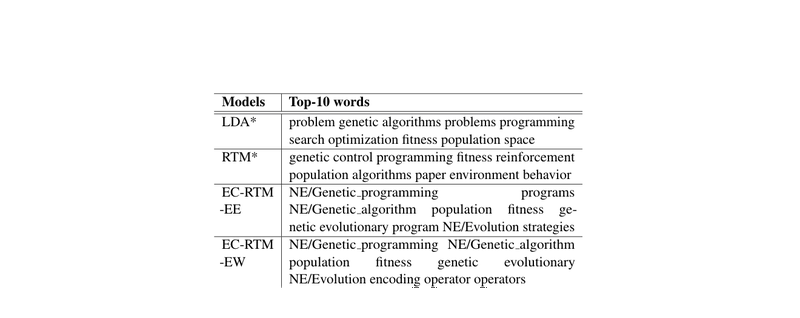 Models Top-10 words
LDA* problem genetic algorithms problems programming
search optimization fitness population space
RTM* genetic control programming fitness reinforcement
population algorithms paper environment behavior
EC-RTM NE/Genetic_programming programs
-EE NE/Genetic_algorithm population fitness ge-
netic evolutionary program NE/Evolution strategies
EC-RTM NE/Genetic_programming NE/Genetic_algorithm
-EW population fitness genetic evolutionary
NE/Evolution encoding operator operators